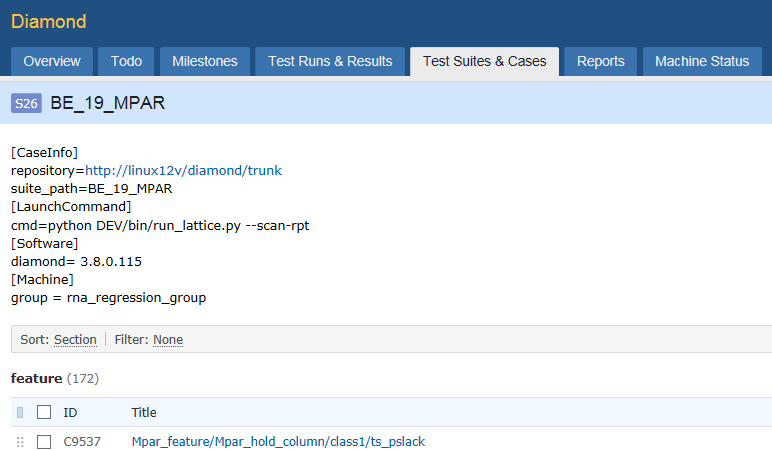 Diamond
Overview Todo Milestones Test Runs & Results Test Suites & Cases Reports Machine Status
S26 BE_19_MPAR
[CaseInfo]
repository=http://linux12v/diamond/trunk
suite_path=BE_19_MPAR
[LaunchCommand]
cmd=python DEV/bin/run_lattice.py --scan-rpt
[Software]
diamond= 3.8.0.115
[Machine]
group = rna_regression_group
Sort: Section Filter: None
feature (172)
ID Title
C9537 Mpar_feature/Mpar_hold_column/class1/ts_pslack